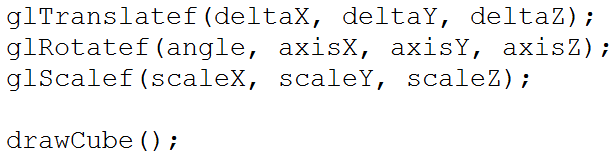 glTranslatef(deltaX, deltaY, deltaZ);
glRotatef(angle, axisX, axisY, axisZ);
glScalef(scaleX, scaleY, scaleZ);
drawCube();